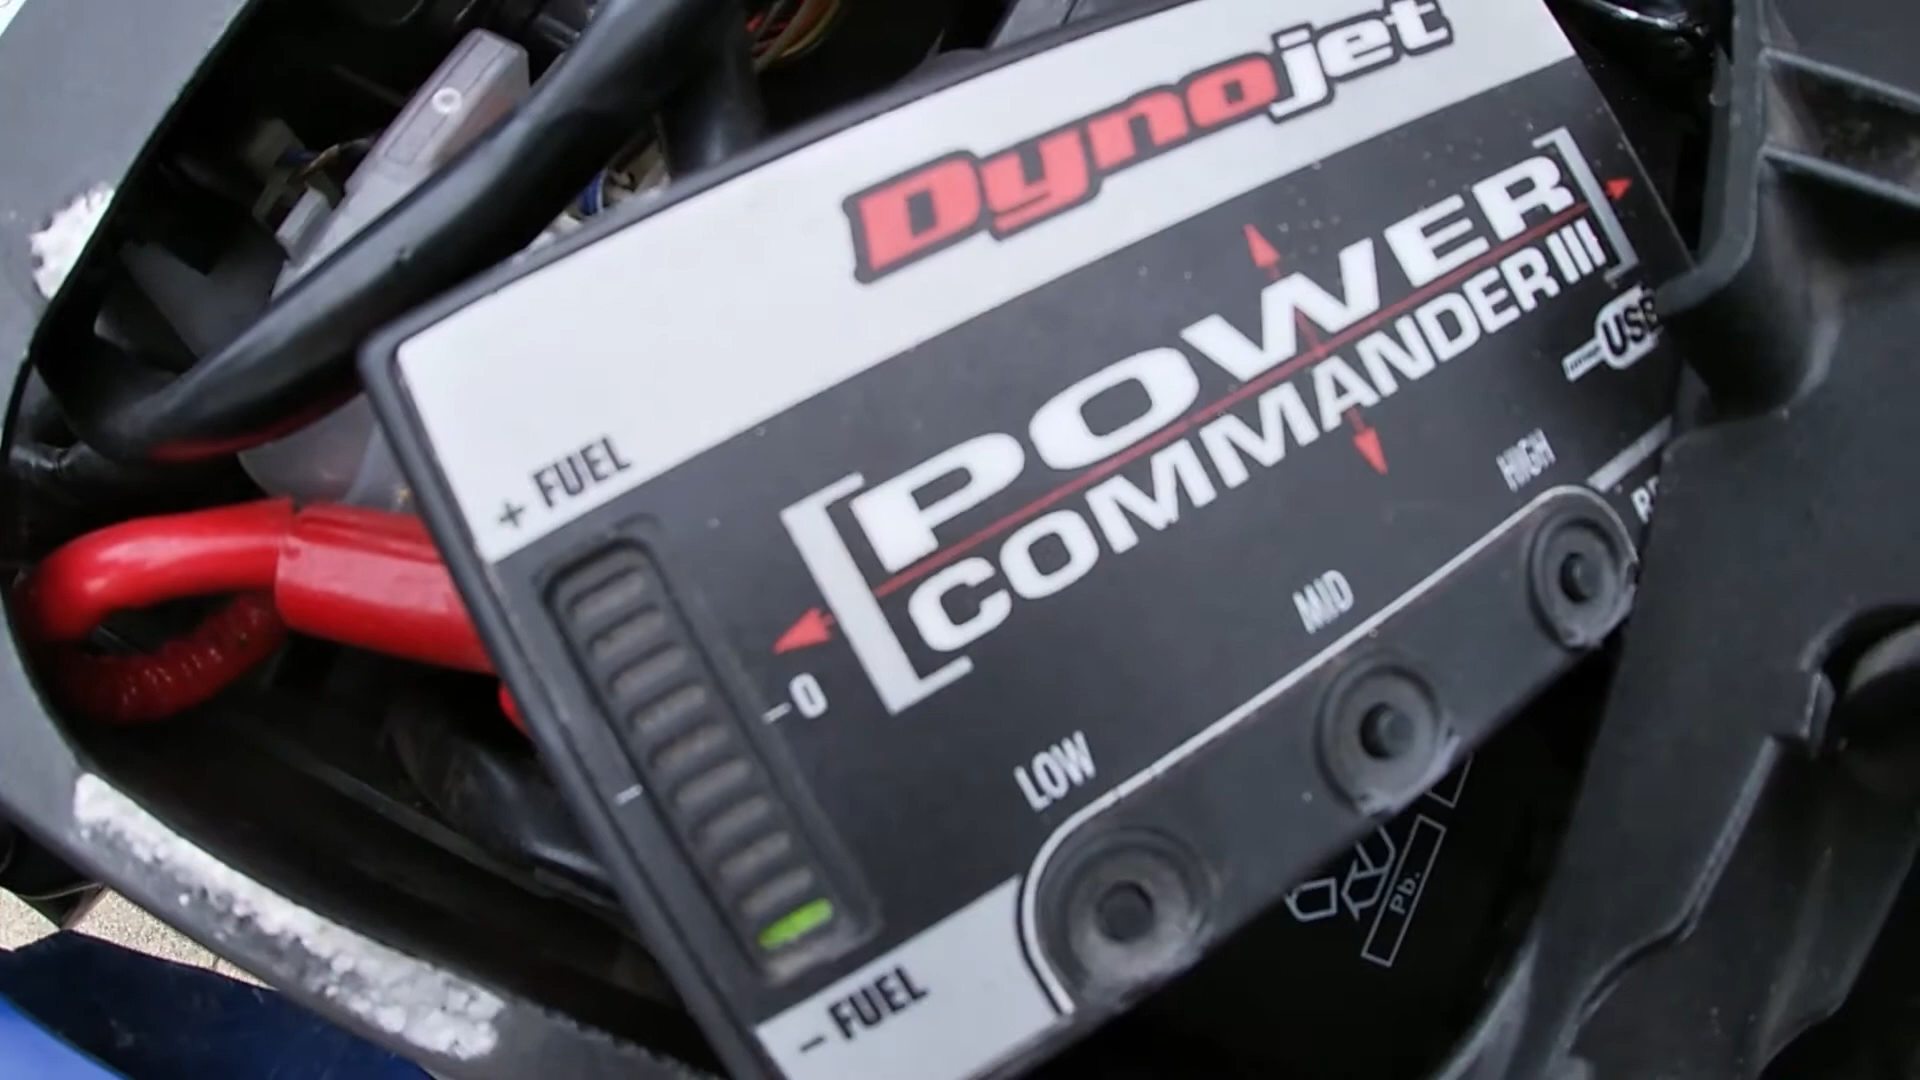 Dynojet
POWER
COMMANDER III
USB
+ FUEL
HIGH
MID
0
LOW
Pb.
− FUEL